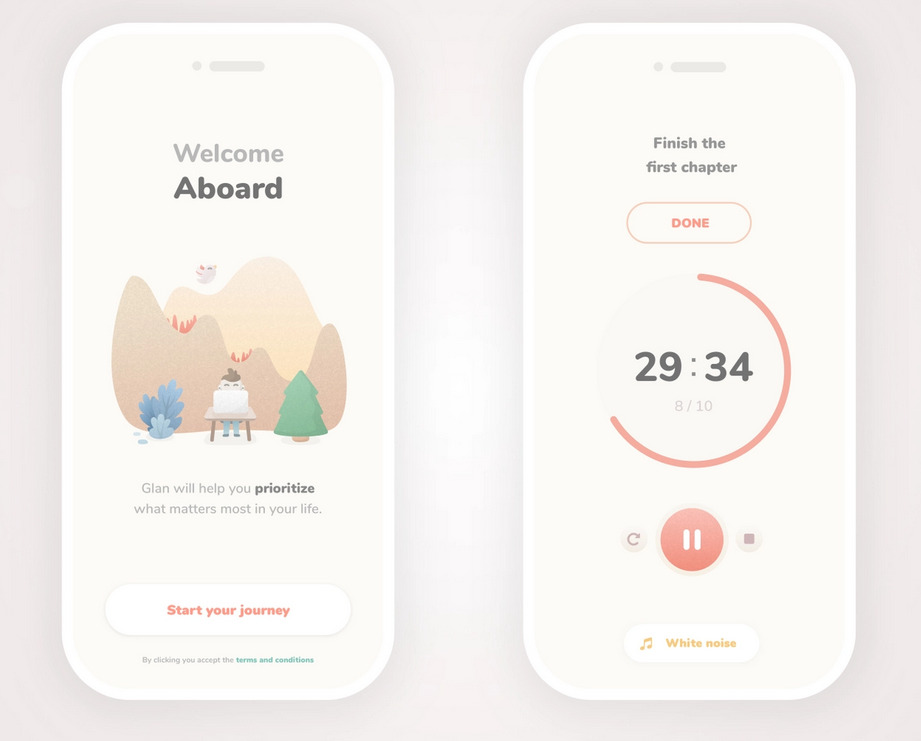 Welcome
Aboard
Glan will help you prioritize
what matters most in your life.
Start your journey
By clicking you accept the terms and conditions
Finish the
first chapter
DONE
29 : 34
8 / 10
White noise